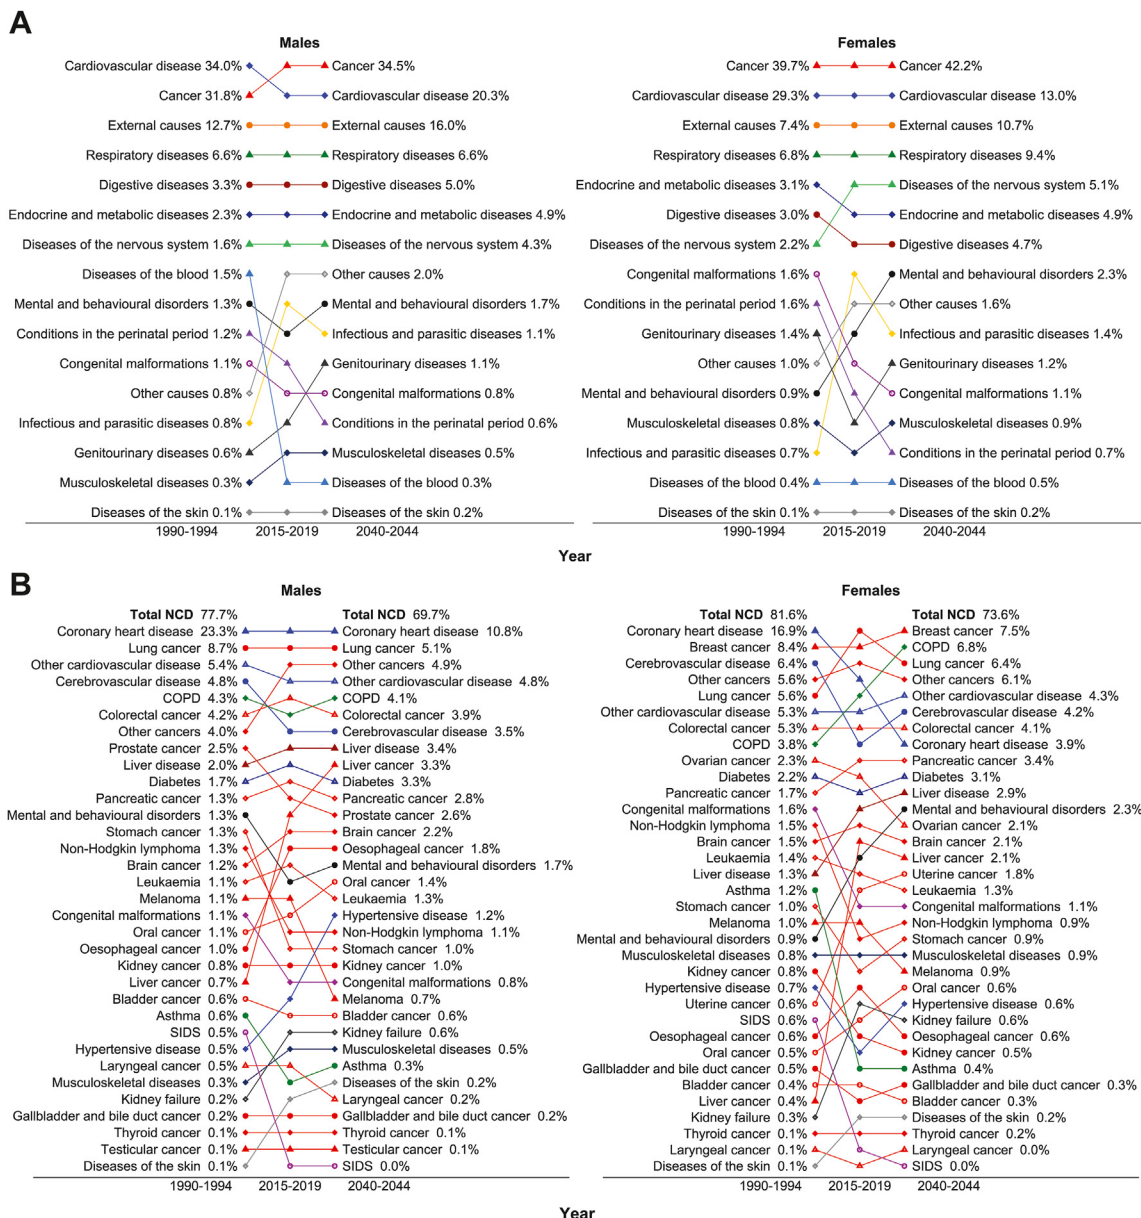 A
Males
Cardiovascular disease 34.0%
Cancer 31.8%
External causes 12.7%
Respiratory diseases 6.6%
Digestive diseases 3.3%
Endocrine and metabolic diseases 2.3%
Diseases of the nervous system 1.6%
Diseases of the blood 1.5%
Mental and behavioural disorders 1.3%
Conditions in the perinatal period 1.2%
Congenital malformations 1.1%
Other causes 0.8%
Infectious and parasitic diseases 0.8%
Genitourinary diseases 0.6%
Musculoskeletal diseases 0.3%
Diseases of the skin 0.1%
Cancer 34.5%
Cardiovascular disease 20.3%
External causes 16.0%
Respiratory diseases 6.6%
Digestive diseases 5.0%
Endocrine and metabolic diseases 4.9%
Diseases of the nervous system 4.3%
Other causes 2.0%
Mental and behavioural disorders 1.7%
Infectious and parasitic diseases 1.1%
Genitourinary diseases 1.1%
Congenital malformations 0.8%
Conditions in the perinatal period 0.6%
Musculoskeletal diseases 0.5%
Diseases of the blood 0.3%
Diseases of the skin 0.2%
1990-1994 2015-2019 2040-2044
Females
Cancer 39.7%
Cardiovascular disease 29.3%
External causes 7.4%
Respiratory diseases 6.8%
Endocrine and metabolic diseases 3.1%
Digestive diseases 3.0%
Diseases of the nervous system 2.2%
Congenital malformations 1.6%
Conditions in the perinatal period 1.6%
Genitourinary diseases 1.4%
Other causes 1.0%
Mental and behavioural disorders 0.9%
Musculoskeletal diseases 0.8%
Infectious and parasitic diseases 0.7%
Diseases of the blood 0.4%
Diseases of the skin 0.1%
Cancer 42.2%
Cardiovascular disease 13.0%
External causes 10.7%
Respiratory diseases 9.4%
Diseases of the nervous system 5.1%
Endocrine and metabolic diseases 4.9%
Digestive diseases 4.7%
Mental and behavioural disorders 2.3%
Other causes 1.6%
Infectious and parasitic diseases 1.4%
Genitourinary diseases 1.2%
Congenital malformations 1.1%
Musculoskeletal diseases 0.9%
Conditions in the perinatal period 0.7%
Diseases of the blood 0.5%
Diseases of the skin 0.2%
1990-1994 2015-2019 2040-2044
Year
B
Males
Total NCD 77.7%
Coronary heart disease 23.3%
Lung cancer 8.7%
Other cardiovascular disease 5.4%
Cerebrovascular disease 4.8%
COPD 4.3%
Colorectal cancer 4.2%
Other cancers 4.0%
Prostate cancer 2.5%
Liver disease 2.0%
Diabetes 1.7%
Pancreatic cancer 1.3%
Mental and behavioural disorders 1.3%
Stomach cancer 1.3%
Non-Hodgkin lymphoma 1.3%
Brain cancer 1.2%
Leukaemia 1.1%
Melanoma 1.1%
Congenital malformations 1.1%
Oral cancer 1.1%
Oesophageal cancer 1.0%
Kidney cancer 0.8%
Liver cancer 0.7%
Bladder cancer 0.6%
Asthma 0.6%
SIDS 0.5%
Hypertensive disease 0.5%
Laryngeal cancer 0.5%
Musculoskeletal diseases 0.3%
Kidney failure 0.2%
Gallbladder and bile duct cancer 0.2%
Thyroid cancer 0.1%
Testicular cancer 0.1%
Diseases of the skin 0.1%
Total NCD 69.7%
Coronary heart disease 10.8%
Lung cancer 5.1%
Other cancers 4.9%
Other cardiovascular disease 4.8%
COPD 4.1%
Colorectal cancer 3.9%
Cerebrovascular disease 3.5%
Liver disease 3.4%
Liver cancer 3.3%
Diabetes 3.3%
Pancreatic cancer 2.8%
Prostate cancer 2.6%
Brain cancer 2.2%
Oesophageal cancer 1.8%
Mental and behavioural disorders 1.7%
Oral cancer 1.4%
Leukaemia 1.3%
Hypertensive disease 1.2%
Non-Hodgkin lymphoma 1.1%
Stomach cancer 1.0%
Kidney cancer 1.0%
Congenital malformations 0.8%
Melanoma 0.7%
Bladder cancer 0.6%
Kidney failure 0.6%
Musculoskeletal diseases 0.5%
Asthma 0.3%
Diseases of the skin 0.2%
Laryngeal cancer 0.2%
Gallbladder and bile duct cancer 0.2%
Thyroid cancer 0.1%
Testicular cancer 0.1%
SIDS 0.0%
1990-1994 2015-2019 2040-2044
Females
Total NCD 81.6%
Coronary heart disease 16.9%
Breast cancer 8.4%
Cerebrovascular disease 6.4%
Other cancers 5.6%
Lung cancer 5.6%
Other cardiovascular disease 5.3%
Colorectal cancer 5.3%
COPD 3.8%
Ovarian cancer 2.3%
Diabetes 2.2%
Pancreatic cancer 1.7%
Congenital malformations 1.6%
Non-Hodgkin lymphoma 1.5%
Brain cancer 1.5%
Leukaemia 1.4%
Liver disease 1.3%
Asthma 1.2%
Stomach cancer 1.0%
Melanoma 1.0%
Mental and behavioural disorders 0.9%
Musculoskeletal diseases 0.8%
Kidney cancer 0.8%
Hypertensive disease 0.7%
Uterine cancer 0.6%
SIDS 0.6%
Oesophageal cancer 0.6%
Oral cancer 0.5%
Gallbladder and bile duct cancer 0.5%
Bladder cancer 0.4%
Liver cancer 0.4%
Kidney failure 0.3%
Thyroid cancer 0.1%
Laryngeal cancer 0.1%
Diseases of the skin 0.1%
Total NCD 73.6%
Breast cancer 7.5%
COPD 6.8%
Lung cancer 6.4%
Other cancers 6.1%
Other cardiovascular disease 4.3%
Cerebrovascular disease 4.2%
Colorectal cancer 4.1%
Coronary heart disease 3.9%
Pancreatic cancer 3.4%
Diabetes 3.1%
Liver disease 2.9%
Mental and behavioural disorders 2.3%
Ovarian cancer 2.1%
Brain cancer 2.1%
Liver cancer 2.1%
Uterine cancer 1.8%
Leukaemia 1.3%
Congenital malformations 1.1%
Non-Hodgkin lymphoma 0.9%
Stomach cancer 0.9%
Musculoskeletal diseases 0.9%
Melanoma 0.9%
Oral cancer 0.6%
Hypertensive disease 0.6%
Kidney failure 0.6%
Oesophageal cancer 0.6%
Kidney cancer 0.5%
Asthma 0.4%
Gallbladder and bile duct cancer 0.3%
Bladder cancer 0.3%
Diseases of the skin 0.2%
Thyroid cancer 0.2%
Laryngeal cancer 0.0%
SIDS 0.0%
1990-1994 2015-2019 2040-2044
Year